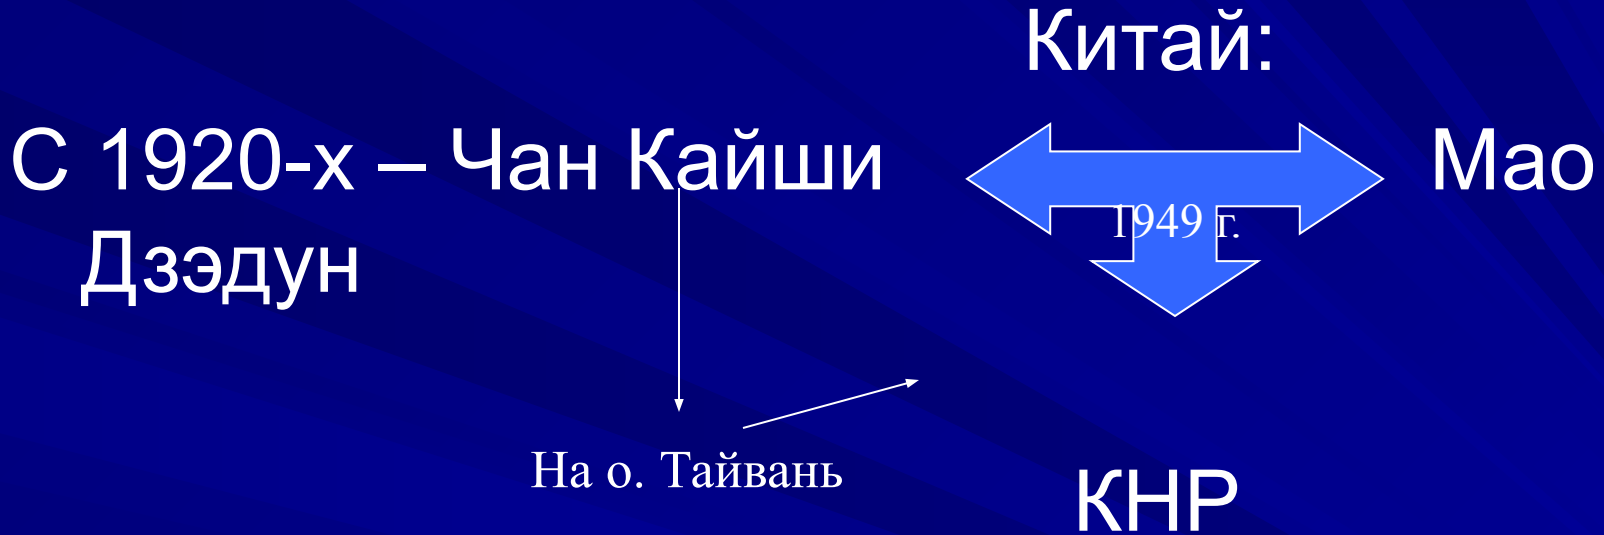 Китай:
С 1920-х – Чан Кайши Мао
Дзэдун
1949 г.
На о. Тайвань
КНР